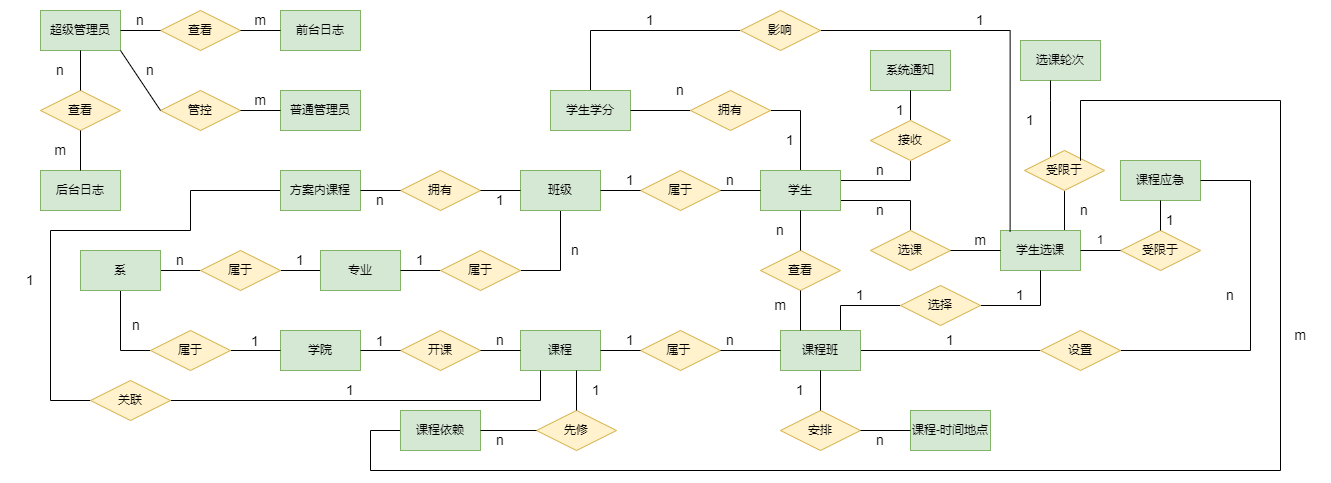 1
影响
1
超级管理员
n
查看
m
前台日志
系统通知
选课轮次
n
n
管控
m
普通管理员
查看
m
后台日志
学生学分
n
拥有
1
1
接收
n
1
受限于
n
课程应急
1
方案内课程
n
拥有
1
班级
1
属于
n
学生
n
选课
m
学生选课
1
受限于
系
n
属于
1
专业
1
属于
n
n
查看
m
1
1
选择
1
n
m
n
属于
1
学院
1
开课
n
课程
1
属于
n
课程班
1
设置
关联
1
1
1
课程依赖
n
先修
安排
n
课程-时间地点